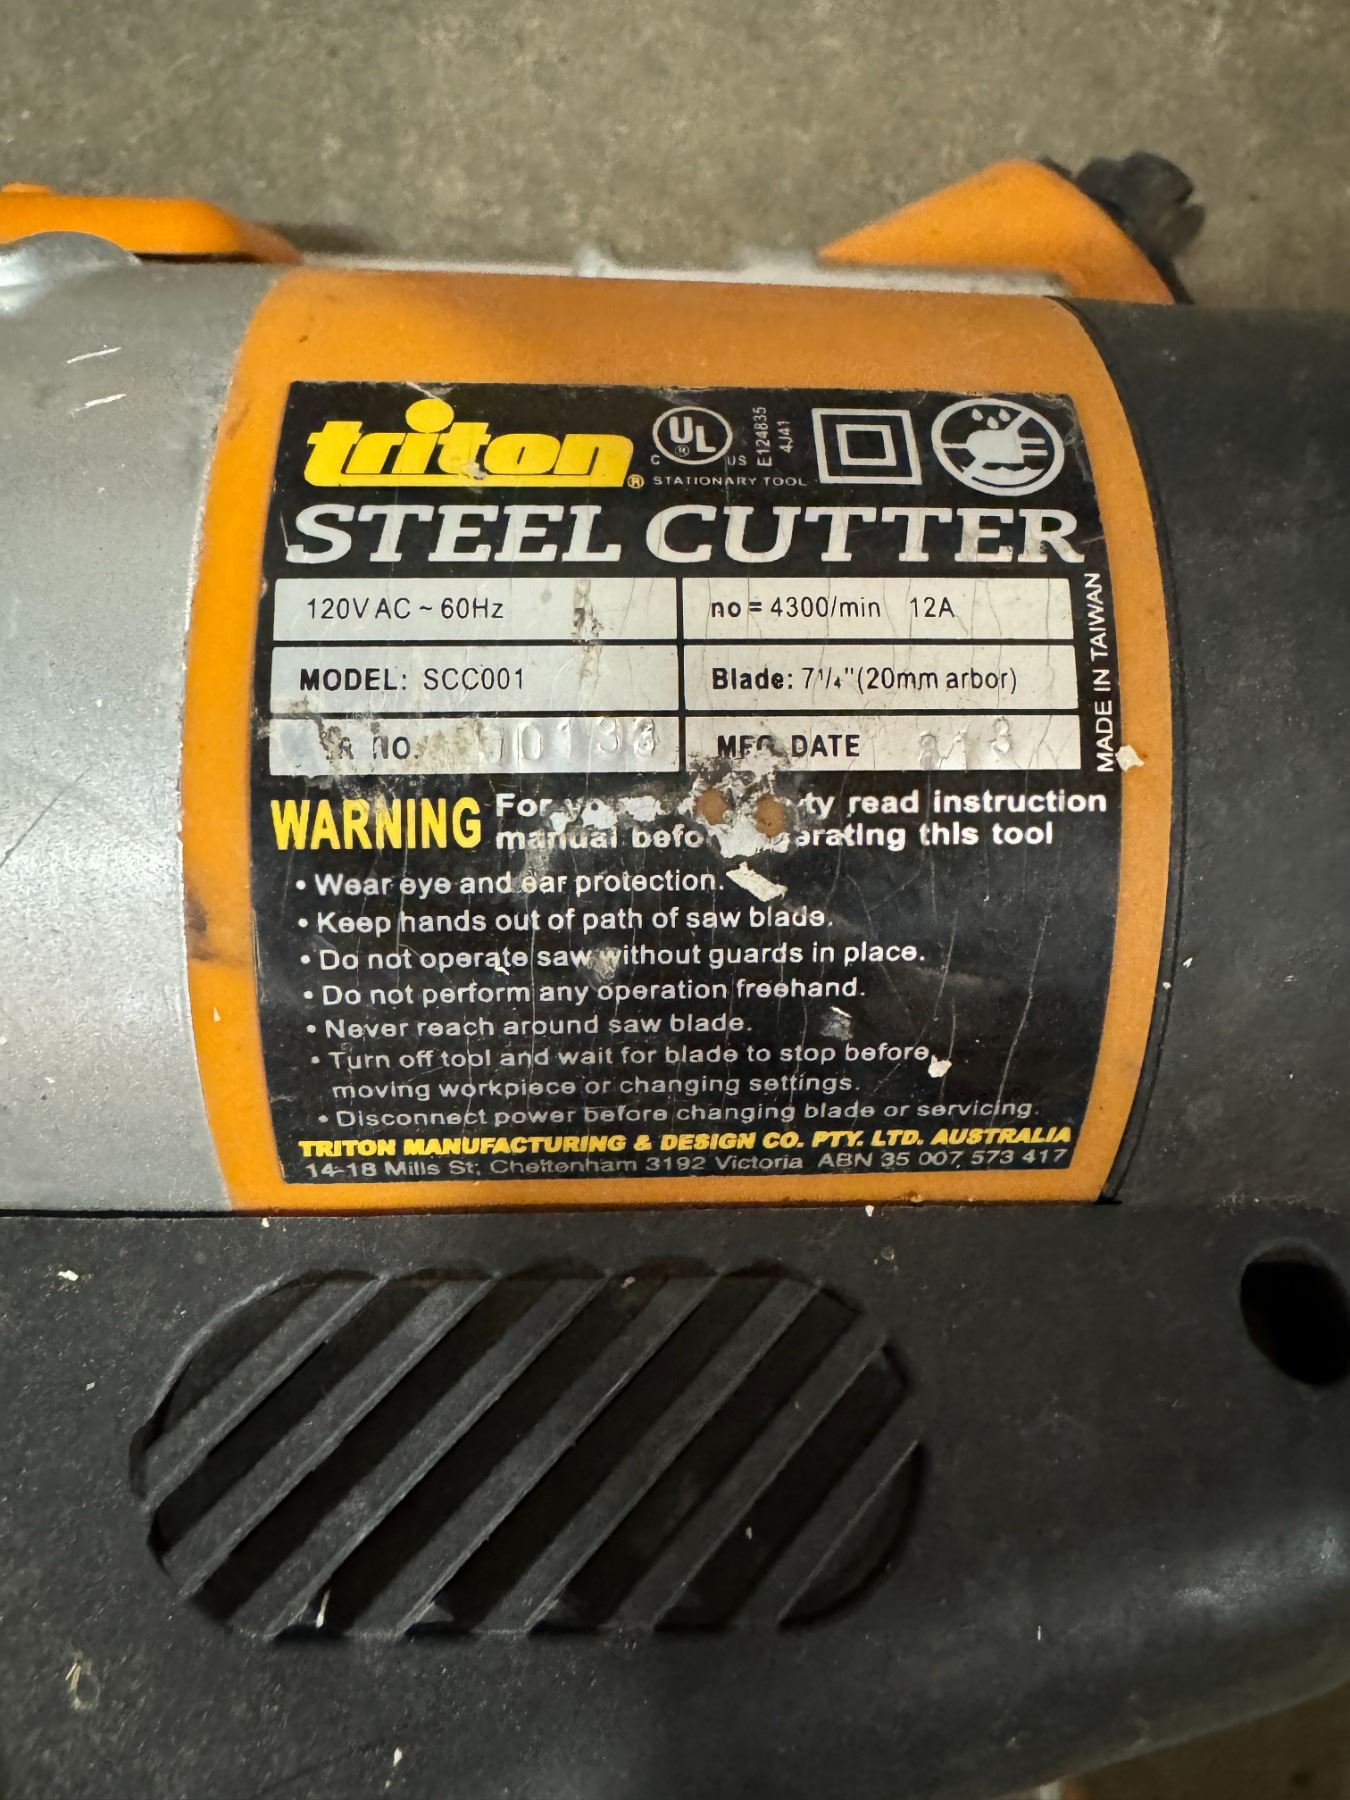 triton ®
UL ® C US
E124835
4J41
STATIONARY TOOL
STEEL CUTTER
120V AC ~ 60Hz
no = 4300/min 12A
MODEL: SCC001
Blade: 7 1/4" (20mm arbor)
NO.
MFG. DATE
MADE IN TAIWAN
WARNING For read instruction
manual this tool
• Wear eye and ear protection.
• Keep hands out of path of saw blade.
• Do not operate saw without guards in place.
• Do not perform any operation freehand.
• Never reach around saw blade.
• Turn off tool and wait for blade to stop before
moving workpiece or changing settings.
• Disconnect power before changing blade or servicing.
TRITON MANUFACTURING & DESIGN CO. PTY. LTD. AUSTRALIA
14-18 Mills St, Cheltenham 3192 Victoria ABN 35 007 573 417